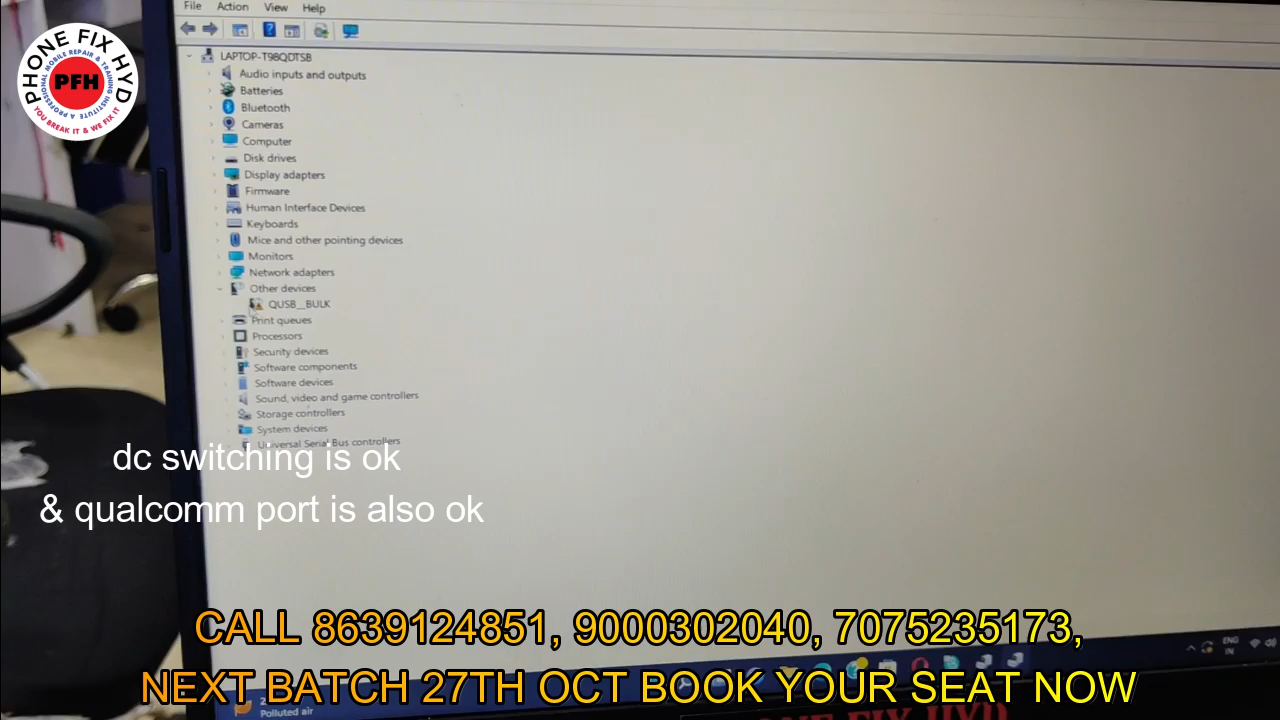 File Action View Help
LAPTOP-T98QDTSB
Audio inputs and outputs
Batteries
Bluetooth
Cameras
Computer
Disk drives
Display adapters
Firmware
Human Interface Devices
Keyboards
Mice and other pointing devices
Monitors
Network adapters
Other devices
QUSB__BULK
Print queues
Processors
Security devices
Software components
Software devices
Sound, video and game controllers
Storage controllers
System devices
Universal Serial Bus controllers
PHONE FIX HYD
A PROFESSIONAL MOBILE REPAIR & TRAINING INSTITUTE
PFH
YOU BREAK IT & WE FIX IT
dc switching is ok
& qualcomm port is also ok
CALL 8639124851, 9000302040, 7075235173,
NEXT BATCH 27TH OCT BOOK YOUR SEAT NOW
ENG
IN
Polluted air
PHONE FIX HYD